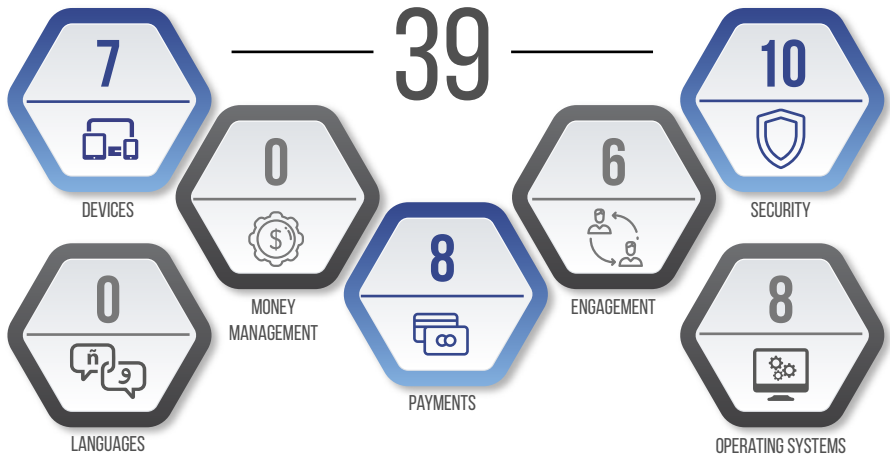 39
7
DEVICES
0
MONEY
MANAGEMENT
8
PAYMENTS
6
ENGAGEMENT
10
SECURITY
0
ñ
و
LANGUAGES
8
OPERATING SYSTEMS
$